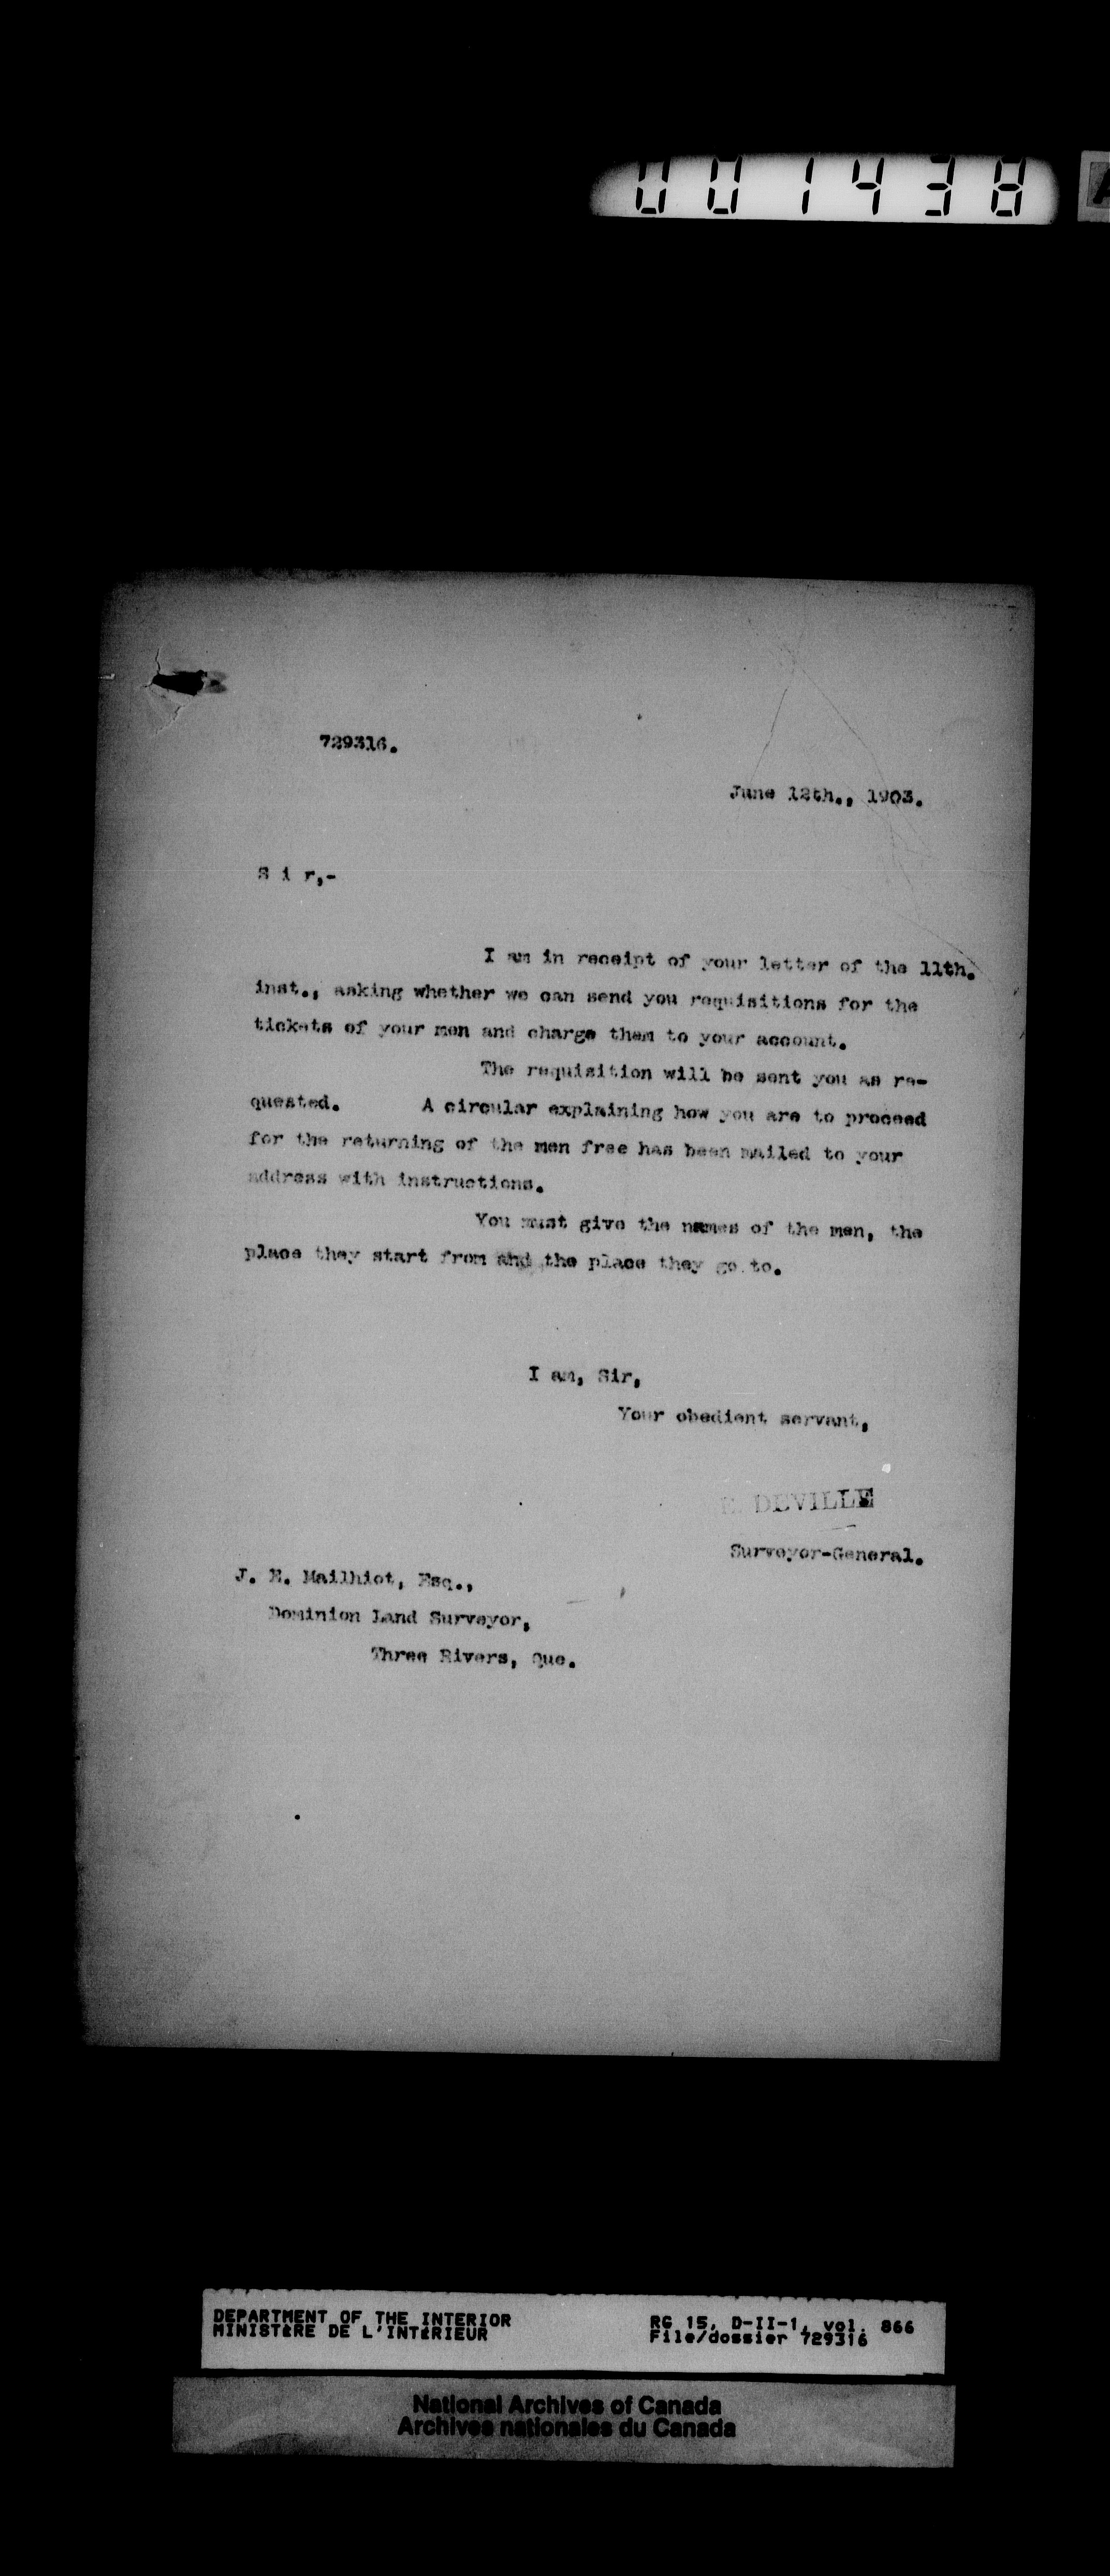 001438
A
729316.
June 12th., 1903.
S i r,-
I am in receipt of your letter of the 11th.
inst., asking whether we can send you requisitions for the
tickets of your men and charge them to your account.
The requisition will be sent you as re-
quested. A circular explaining how you are to proceed
for the returning of the men free has been mailed to your
address with instructions.
You must give the names of the men, the
place they start from and the place they go to.
I am, Sir,
Your obedient servant,
E. DEVILLE
Surveyor-General.
J. E. Mailhiot, Esq.,
Dominion Land Surveyor,
Three Rivers, Que.
DEPARTMENT OF THE INTERIOR RG 15, D-II-1, vol. 866
MINISTÈRE DE L'INTÉRIEUR File/dossier 729316
National Archives of Canada
Archives nationales du Canada